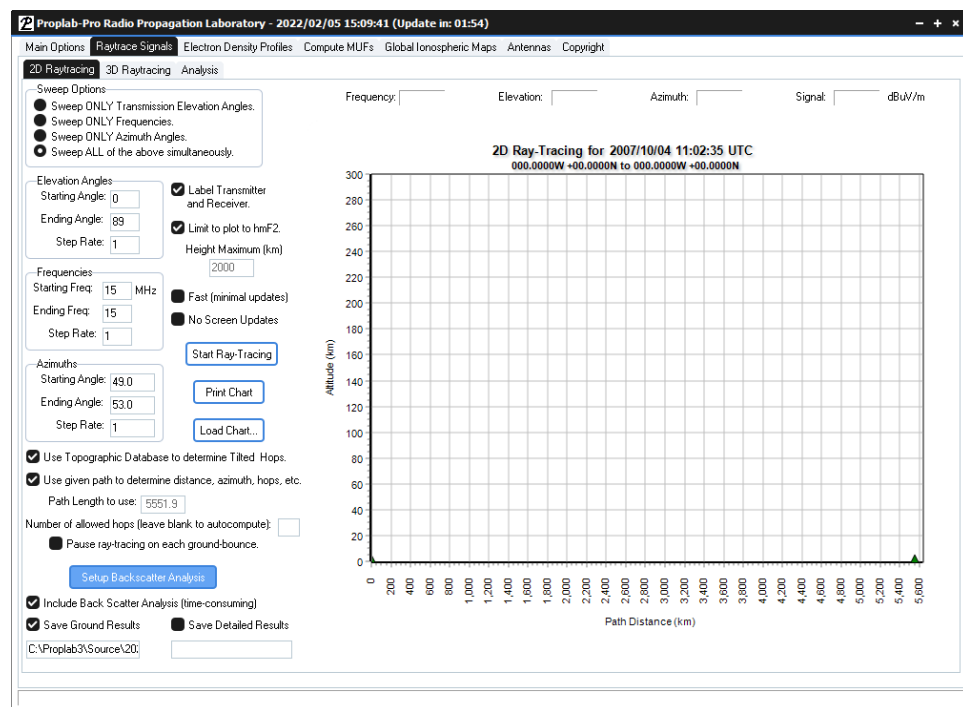 Proplab-Pro Radio Propagation Laboratory - 2022/02/05 15:09:41 (Update in: 01:54)
Main Options Raytrace Signals Electron Density Profiles Compute MUFs Global Ionospheric Maps Antennas Copyright
2D Raytracing 3D Raytracing Analysis
Sweep Options
Sweep ONLY Transmission Elevation Angles.
Sweep ONLY Frequencies.
Sweep ONLY Azimuth Angles.
Sweep ALL of the above simultaneously.
Elevation Angles
Starting Angle: 0
Ending Angle: 89
Step Rate: 1
Label Transmitter
and Receiver.
Limit to plot to hmF2.
Height Maximum (km)
2000
Frequencies
Starting Freq: 15 MHz
Ending Freq: 15
Step Rate: 1
Fast (minimal updates)
No Screen Updates
Start Ray-Tracing
Print Chart
Load Chart...
Azimuths
Starting Angle: 49.0
Ending Angle: 53.0
Step Rate: 1
Use Topographic Database to determine Tilted Hops.
Use given path to determine distance, azimuth, hops, etc.
Path Length to use: 5551.9
Number of allowed hops (leave blank to autocompute):
Pause ray-tracing on each ground-bounce.
Setup Backscatter Analysis
Include Back Scatter Analysis (time-consuming)
Save Ground Results Save Detailed Results
C:\Proplab3\Source\20
Frequency: Elevation: Azimuth: Signal: dBuV/m
2D Ray-Tracing for 2007/10/04 11:02:35 UTC
000.0000W +00.0000N to 000.0000W +00.0000N
Altitude (km)
300
280
260
240
220
200
180
160
140
120
100
80
60
40
20
0
0 200 400 600 800 1,000 1,200 1,400 1,600 1,800 2,000 2,200 2,400 2,600 2,800 3,000 3,200 3,400 3,600 3,800 4,000 4,200 4,400 4,600 4,800 5,000 5,200 5,400 5,600
Path Distance (km)